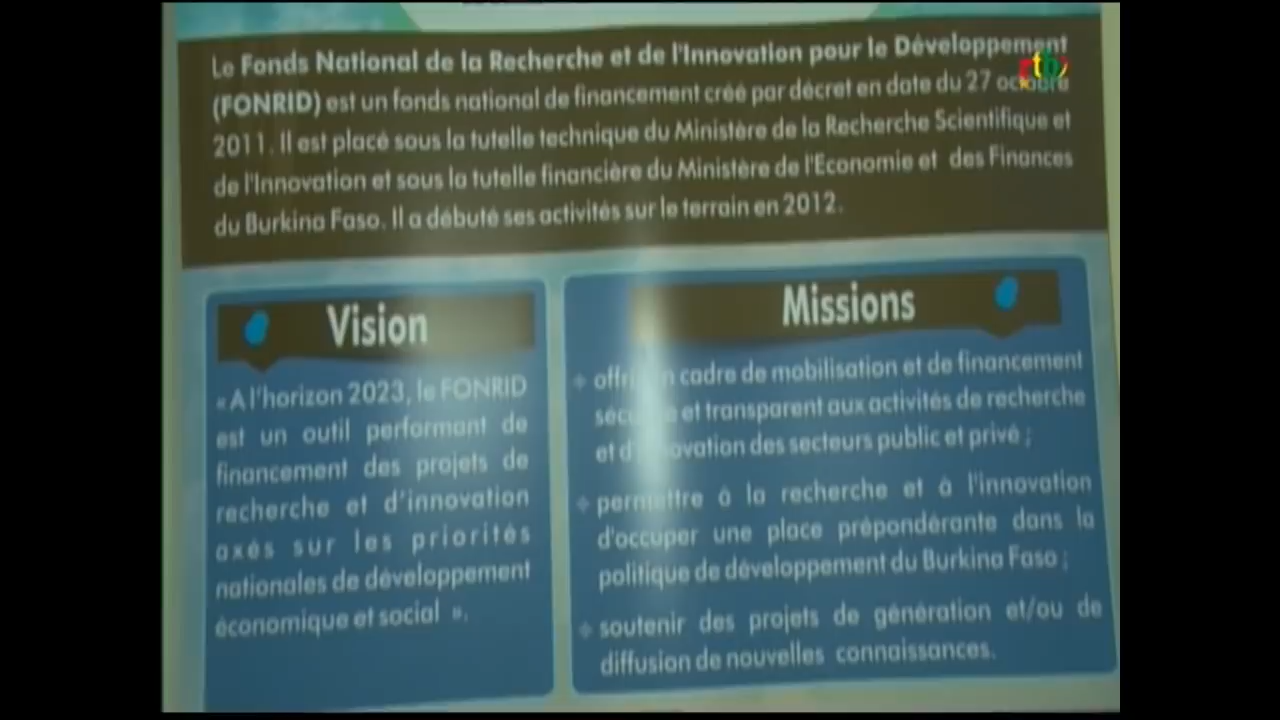 Le Fonds National de la Recherche et de l'Innovation pour le Développement
(FONRID) est un fonds national de financement créé par décret en date du 27 octobre
2011. Il est placé sous la tutelle technique du Ministère de la Recherche Scientifique et
de l'Innovation et sous la tutelle financière du Ministère de l'Economie et des Finances
du Burkina Faso. Il a débuté ses activités sur le terrain en 2012.
rtb
Vision
« A l'horizon 2023, le FONRID
est un outil performant de
financement des projets de
recherche et d'innovation
axés sur les priorités
nationales de développement
économique et social ».
Missions
offrir un cadre de mobilisation et de financement
et transparent aux activités de recherche
et d'innovation des secteurs public et privé ;
permettre à la recherche et à l'innovation
d'occuper une place prépondérante dans la
politique de développement du Burkina Faso ;
soutenir des projets de génération et/ou de
diffusion de nouvelles connaissances.